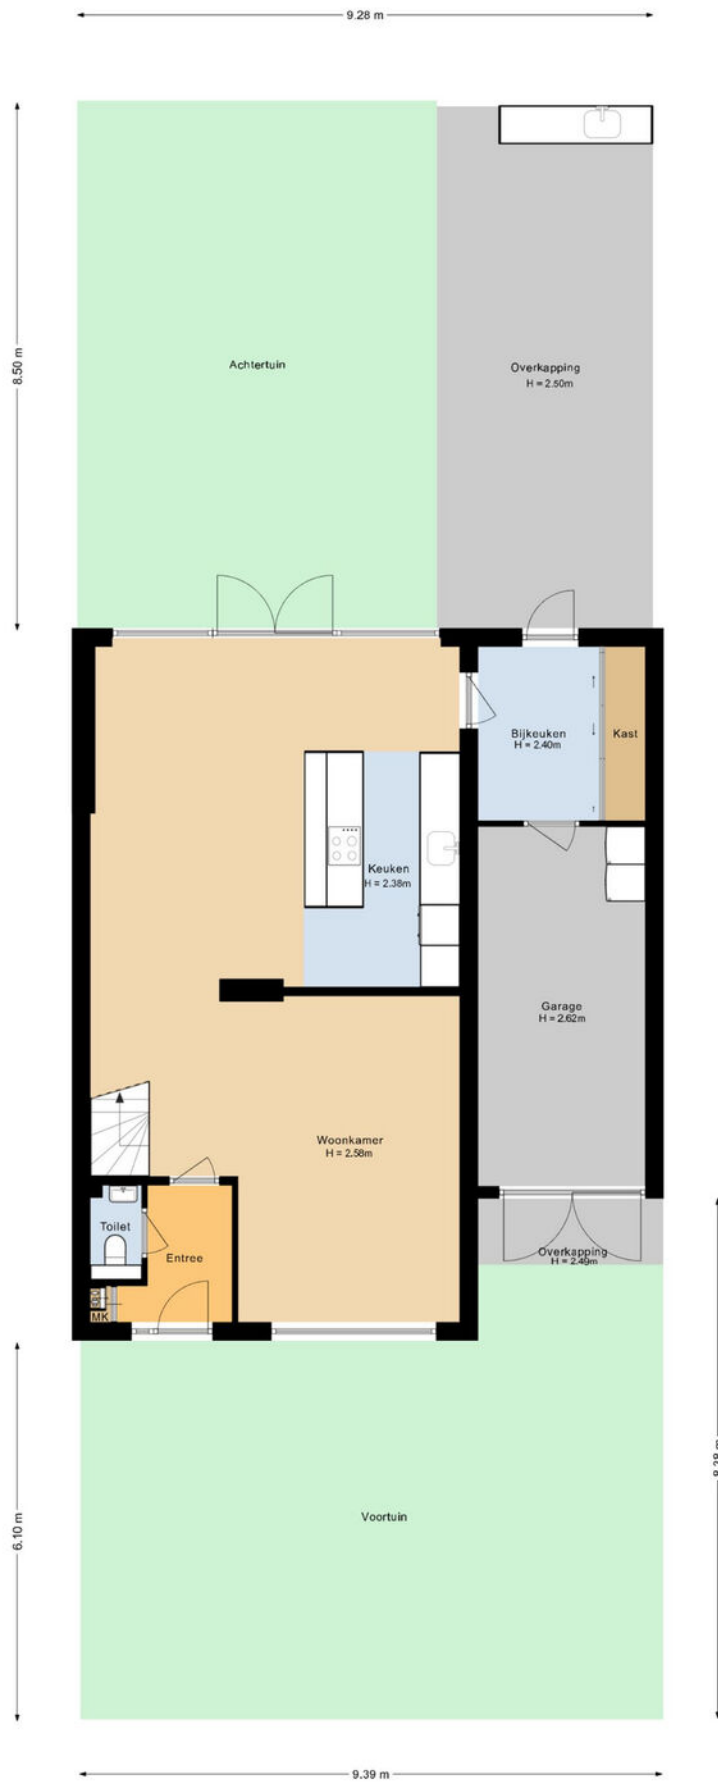 9.28 m
8.50 m
Achtertuin
Overkapping
H = 2.50m
Bijkeuken
H = 2.40m
Kast
Keuken
H = 2.38m
Garage
H = 2.62m
Woonkamer
H = 2.58m
Toilet
Entree
Overkapping
H = 2.49m
MK
Voortuin
6.10 m
9.39 m